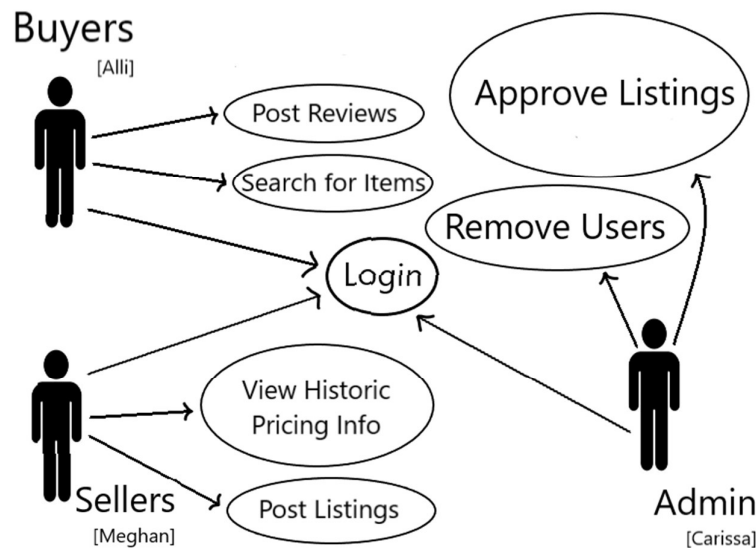 Buyers
[Alli]
Post Reviews
Search for Items
Approve Listings
Remove Users
Login
View Historic
Pricing Info
Post Listings
Sellers
[Meghan]
Admin
[Carissa]